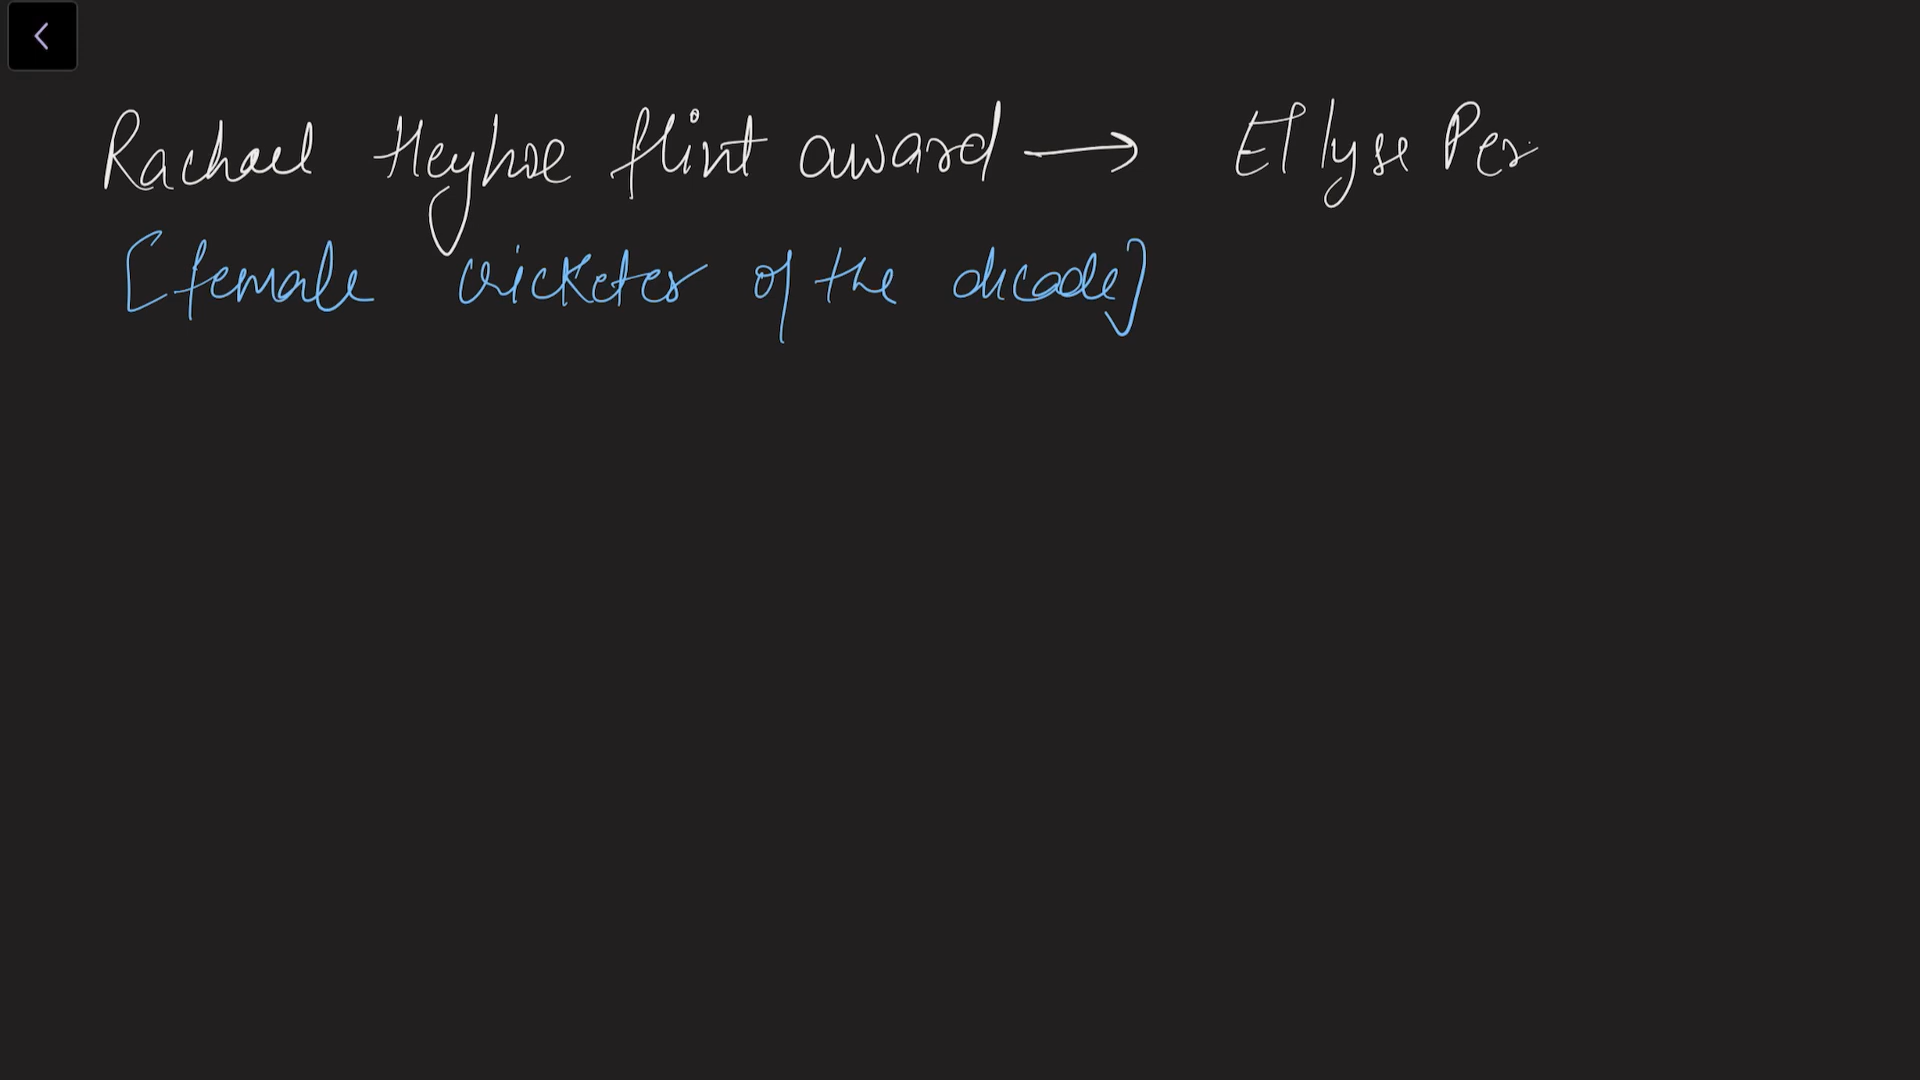 Rachael Heyhoe flint award → Ellyse Per
[female cricketer of the decade]